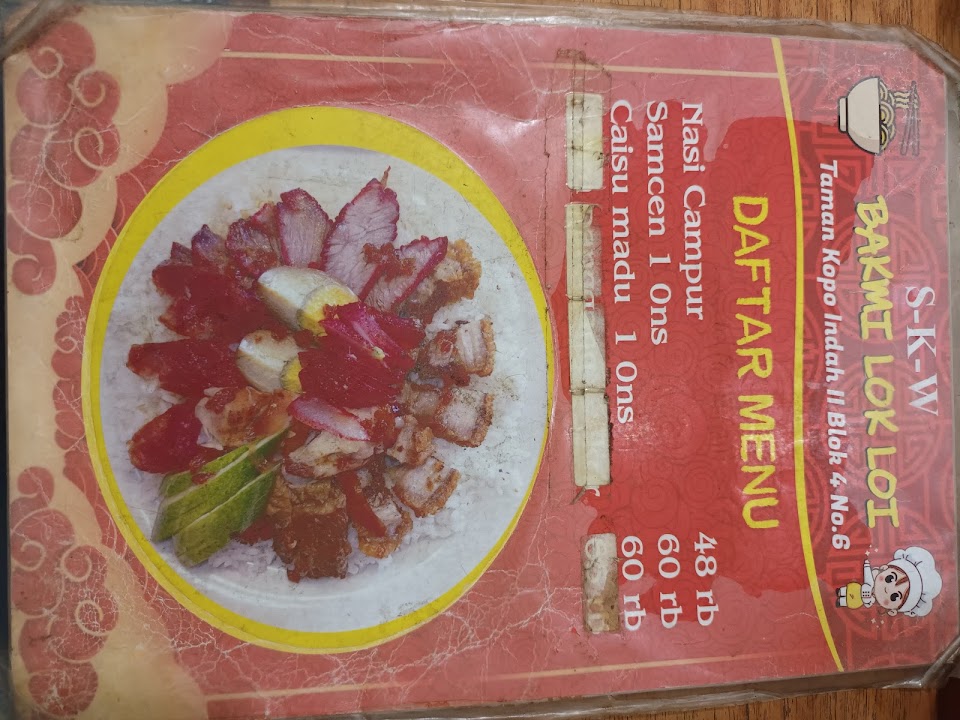 S-K-W
BAKMI LOK LOI
Taman Kopo Indah II Blok 4 No.6
DAFTAR MENU
Nasi Campur 48 rb
Samcen 1 Ons 60 rb
Caisu madu 1 Ons 60 rb